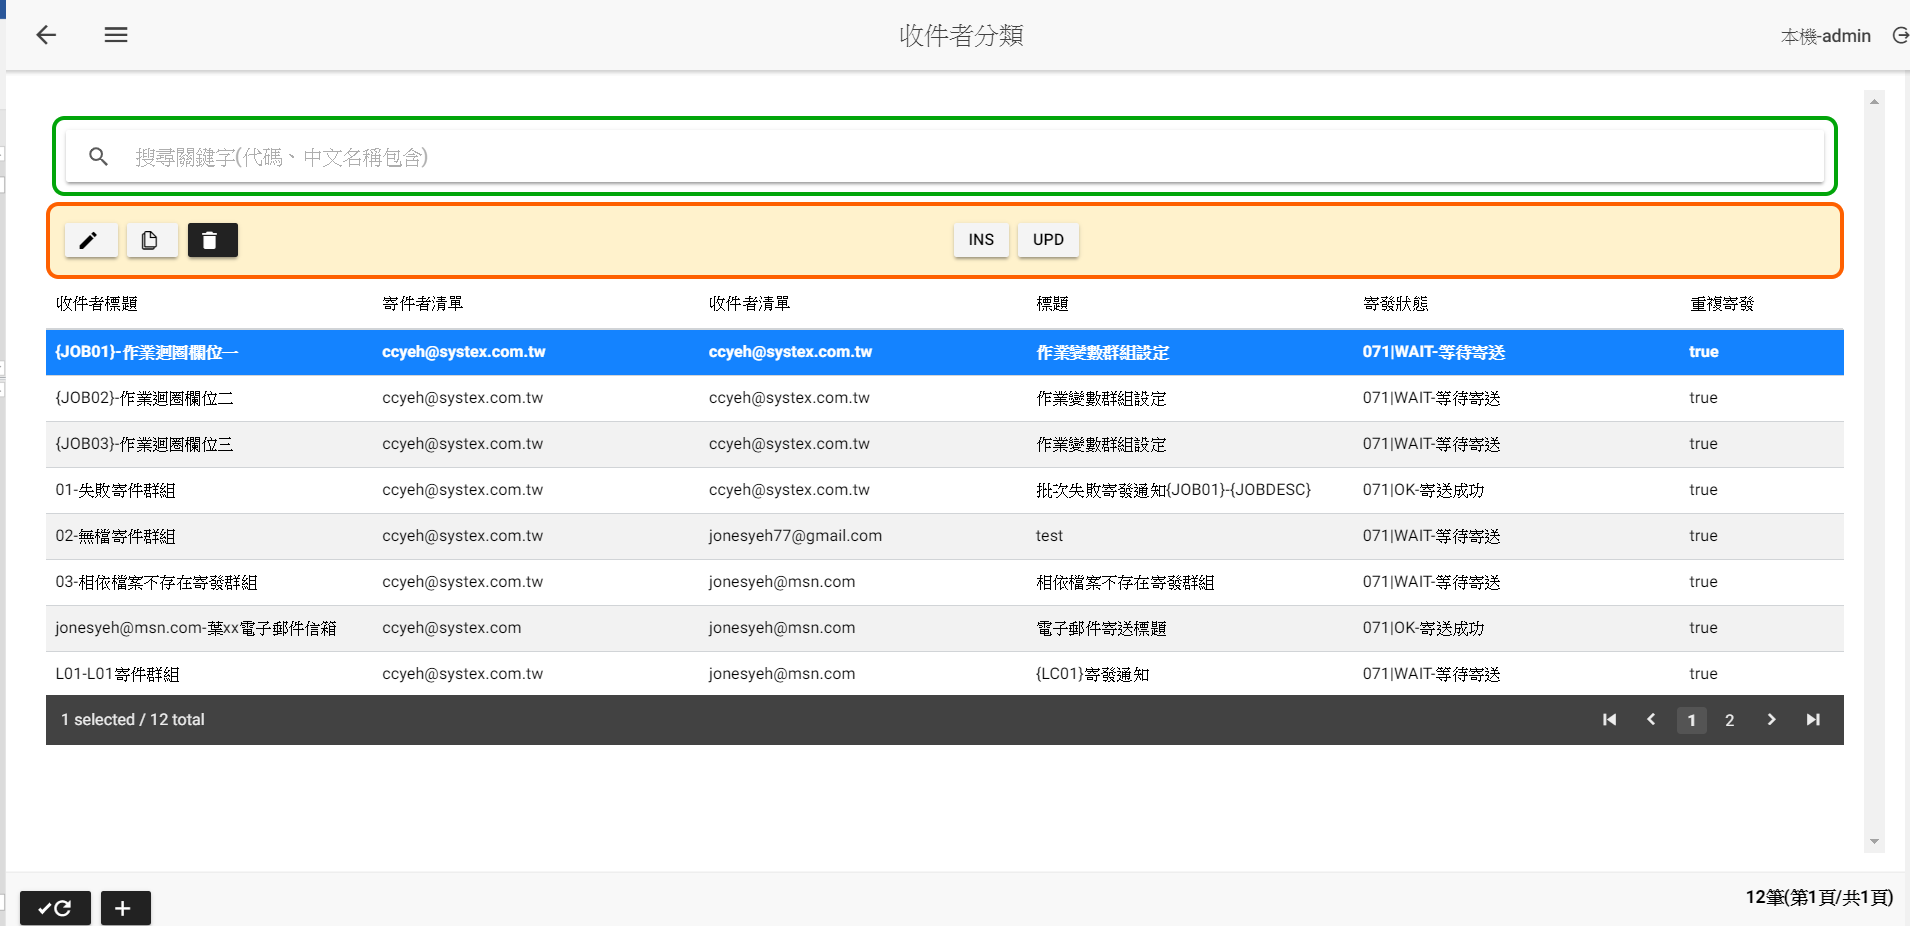 收件者分類
本機-admin
搜尋關鍵字(代碼、中文名稱包含)
INS UPD
收件者標題 寄件者清單 收件者清單 標題 寄發狀態 重複寄發
{JOB01}-作業迴圈欄位一 ccyeh@systex.com.tw ccyeh@systex.com.tw 作業變數群組設定 071|WAIT-等待寄送 true
{JOB02}-作業迴圈欄位二 ccyeh@systex.com.tw ccyeh@systex.com.tw 作業變數群組設定 071|WAIT-等待寄送 true
{JOB03}-作業迴圈欄位三 ccyeh@systex.com.tw ccyeh@systex.com.tw 作業變數群組設定 071|WAIT-等待寄送 true
01-失敗寄件群組 ccyeh@systex.com.tw ccyeh@systex.com.tw 批次失敗寄發通知{JOB01}-{JOBDESC} 071|OK-寄送成功 true
02-無檔寄件群組 ccyeh@systex.com.tw jonesyeh77@gmail.com test 071|WAIT-等待寄送 true
03-相依檔案不存在寄發群組 ccyeh@systex.com.tw jonesyeh@msn.com 相依檔案不存在寄發群組 071|WAIT-等待寄送 true
jonesyeh@msn.com-葉xx電子郵件信箱 ccyeh@systex.com jonesyeh@msn.com 電子郵件寄送標題 071|OK-寄送成功 true
L01-L01寄件群組 ccyeh@systex.com.tw jonesyeh@msn.com {LC01}寄發通知 071|WAIT-等待寄送 true
1 selected / 12 total 1 2
12筆(第1頁/共1頁)